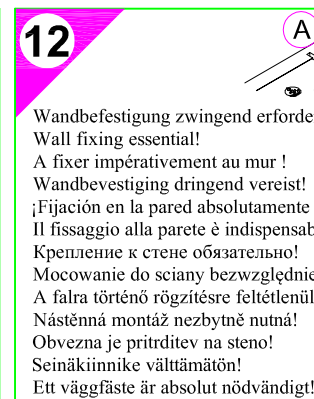 12
A
Wandbefestigung zwingend erforde
Wall fixing essential!
A fixer impérativement au mur !
Wandbevestiging dringend vereist!
¡Fijación en la pared absolutamente
Il fissaggio alla parete è indispensab
Крепление к стене обязательно!
Mocowanie do sciany bezwzględnie
A falra történő rögzítésre feltétlenül
Nástěnná montáž nezbytně nutná!
Obvezna je pritrditev na steno!
Seinäkiinnike välttämätön!
Ett väggfäste är absolut nödvändigt!